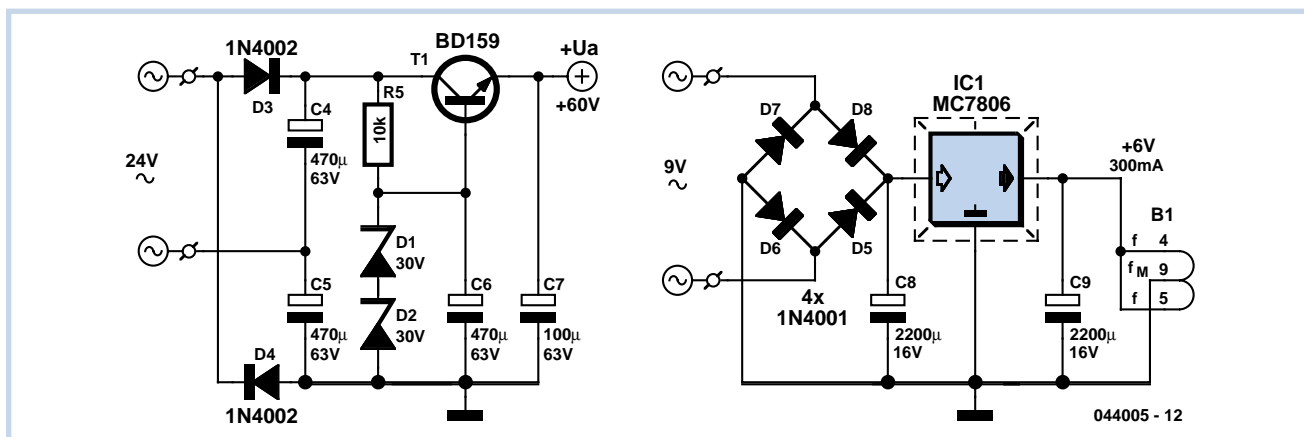 1N4002
D3
24V
~
C4
470µ
63V
C5
470µ
63V
D4
1N4002
R5
10k
D1
30V
D2
30V
T1
BD159
C6
470µ
63V
C7
100µ
63V
+Ua
+60V
9V
~
D7
D8
D6
D5
4x
1N4001
C8
2200µ
16V
IC1
MC7806
C9
2200µ
16V
+6V
300mA
B1
f 4
fM 9
f 5
044005 - 12